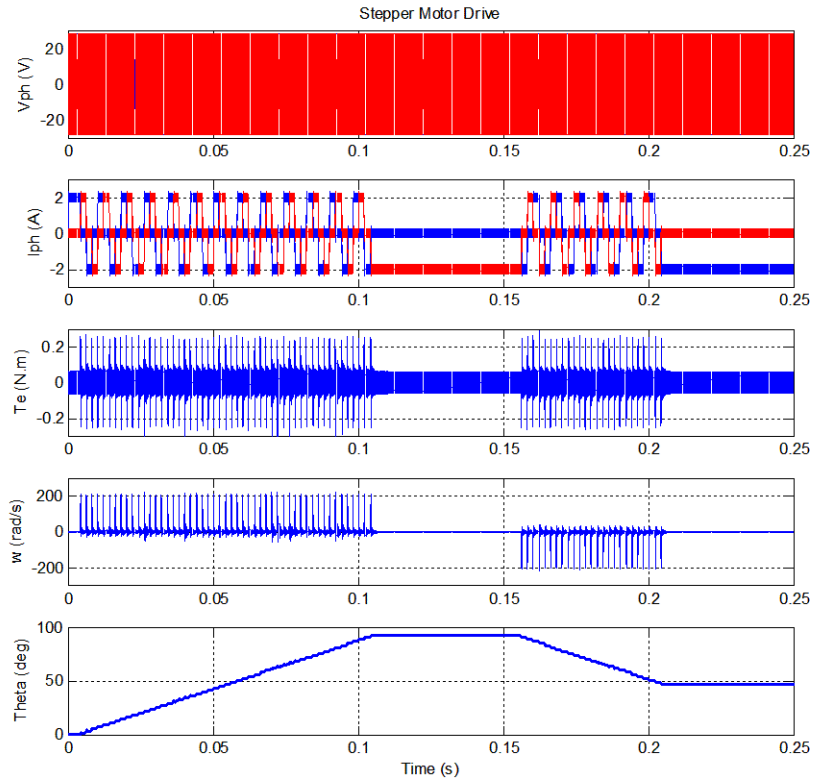 Stepper Motor Drive
Vph (V)
20
0
-20
0 0.05 0.1 0.15 0.2 0.25
Iph (A)
2
0
-2
0 0.05 0.1 0.15 0.2 0.25
Te (N.m)
0.2
0
-0.2
0 0.05 0.1 0.15 0.2 0.25
w (rad/s)
200
0
-200
0 0.05 0.1 0.15 0.2 0.25
Theta (deg)
100
50
0
0 0.05 0.1 0.15 0.2 0.25
Time (s)